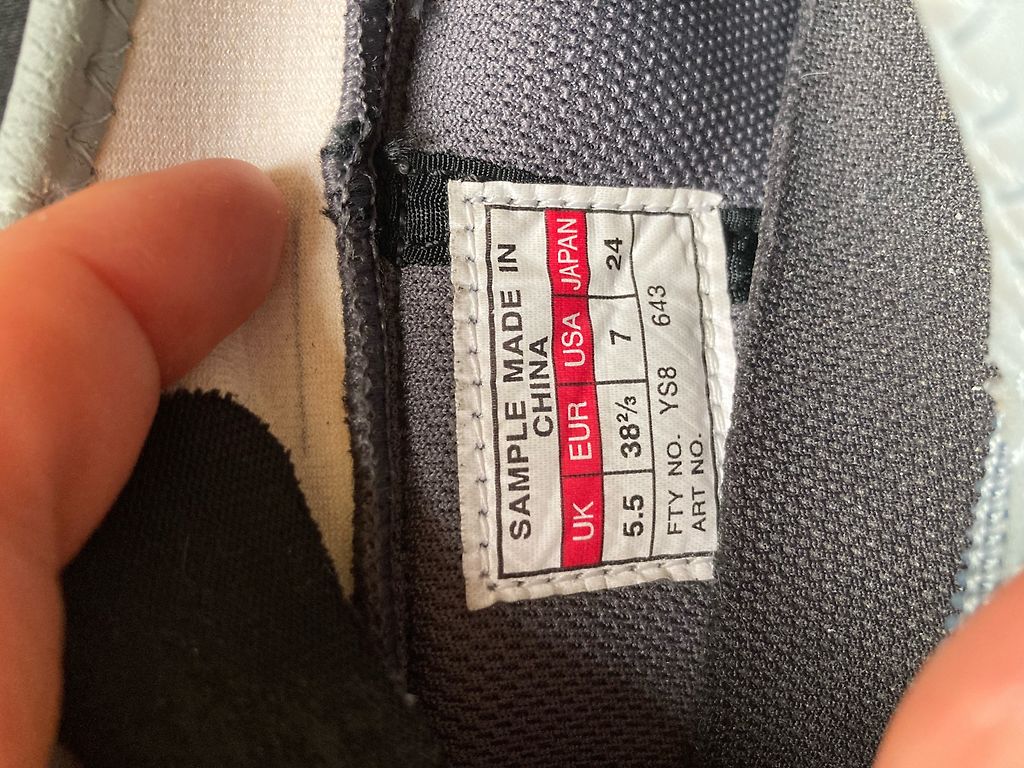 SAMPLE MADE IN
CHINA
UK EUR USA JAPAN
5.5 38⅔ 7 24
FTY NO. YS8 643
ART NO.